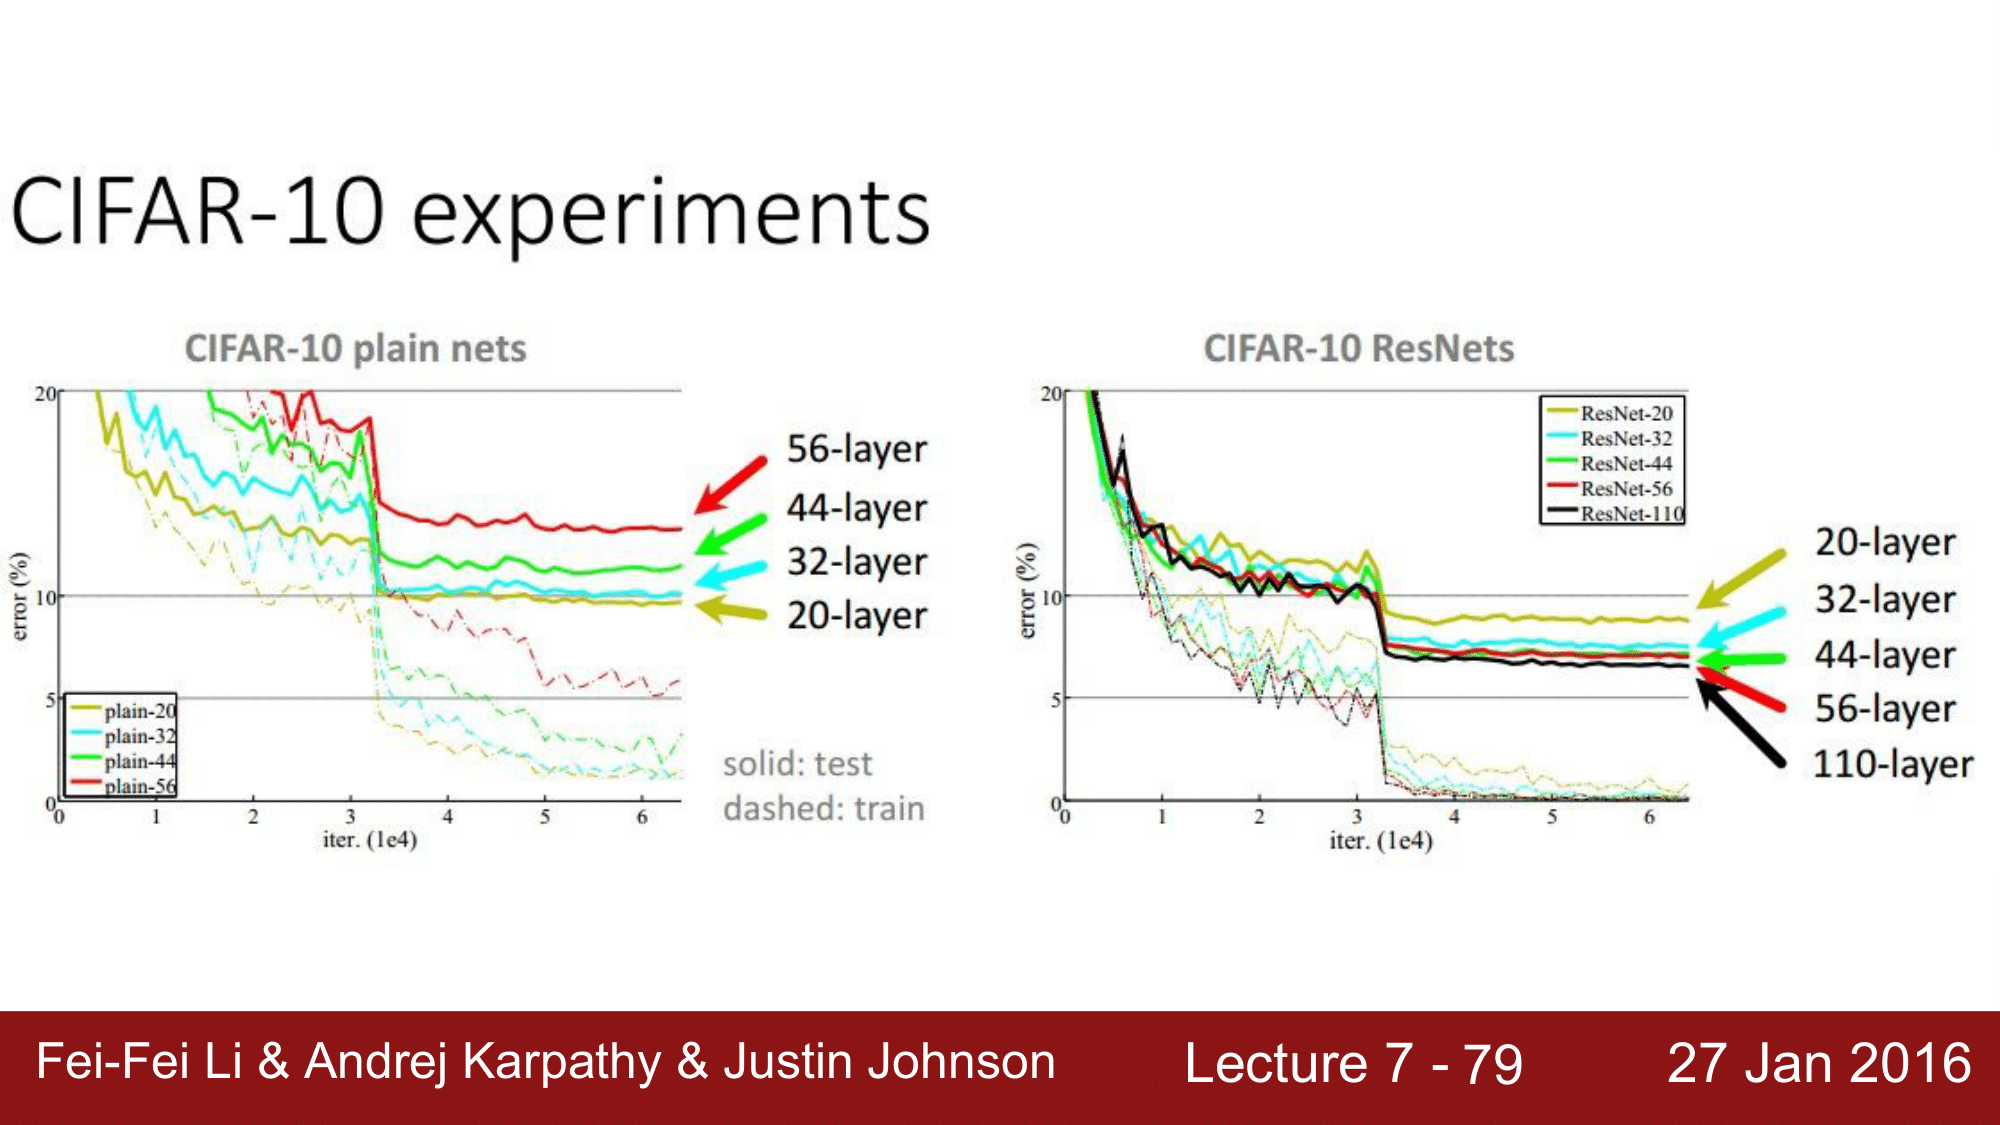 CIFAR-10 experiments
CIFAR-10 plain nets
20
10
5
0
error (%)
0 1 2 3 4 5 6
iter. (1e4)
plain-20
plain-32
plain-44
plain-56
56-layer
44-layer
32-layer
20-layer
solid: test
dashed: train
CIFAR-10 ResNets
20
10
5
0
error (%)
0 1 2 3 4 5 6
iter. (1e4)
ResNet-20
ResNet-32
ResNet-44
ResNet-56
ResNet-110
20-layer
32-layer
44-layer
56-layer
110-layer
Fei-Fei Li & Andrej Karpathy & Justin Johnson Lecture 7 - 79 27 Jan 2016